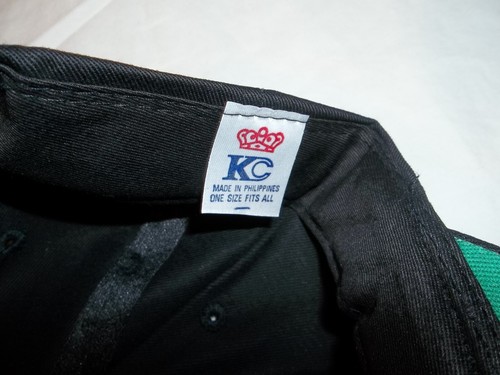 KC
MADE IN PHILIPPINES
ONE SIZE FITS ALL